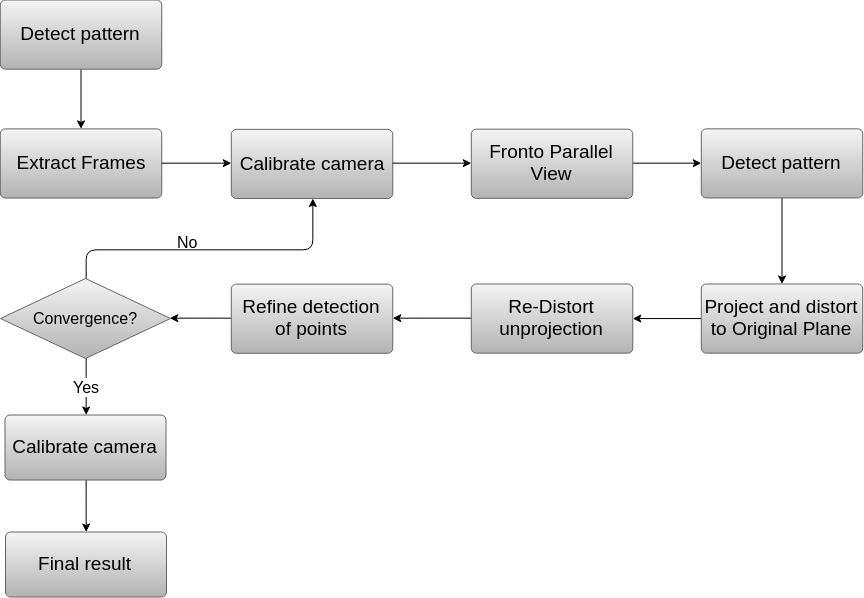 Detect pattern
Extract Frames
Calibrate camera
Fronto Parallel
View
Detect pattern
Project and distort
to Original Plane
Re-Distort
unprojection
Refine detection
of points
Convergence?
No
Yes
Calibrate camera
Final result